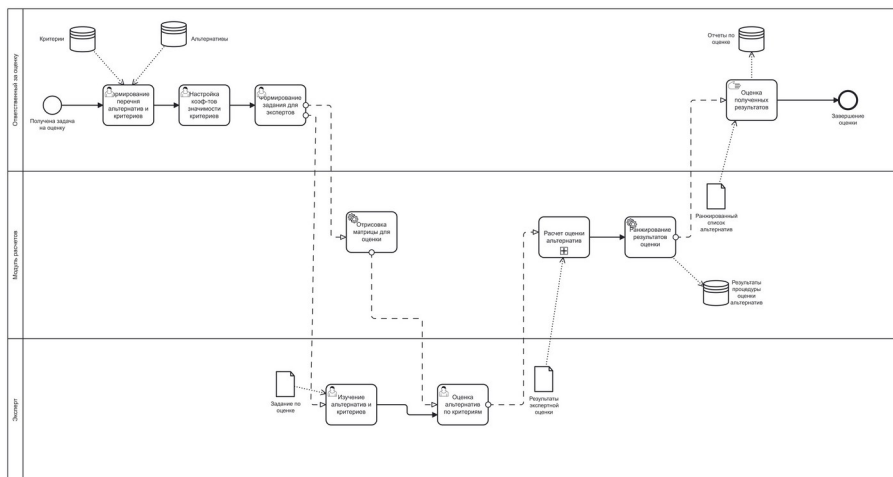 Ответственный за оценку
Критерии
Альтернативы
Получена задача
на оценку
Формирование
перечня
альтернатив и
критериев
Настройка
коэф-тов
значимости
критериев
Формирование
задания для
экспертов
Отчеты по
оценке
Оценка
полученных
результатов
Завершение
оценки
Модуль расчетов
Отрисовка
матрицы для
оценки
Расчет оценки
альтернатив
Ранжирование
результатов
оценки
Ранжированный
список
альтернатив
Результаты
процедуры
оценки
альтернатив
Эксперт
Задание по
оценке
Изучение
альтернатив и
критериев
Оценка
альтернатив
по критериям
Результаты
экспертной
оценки